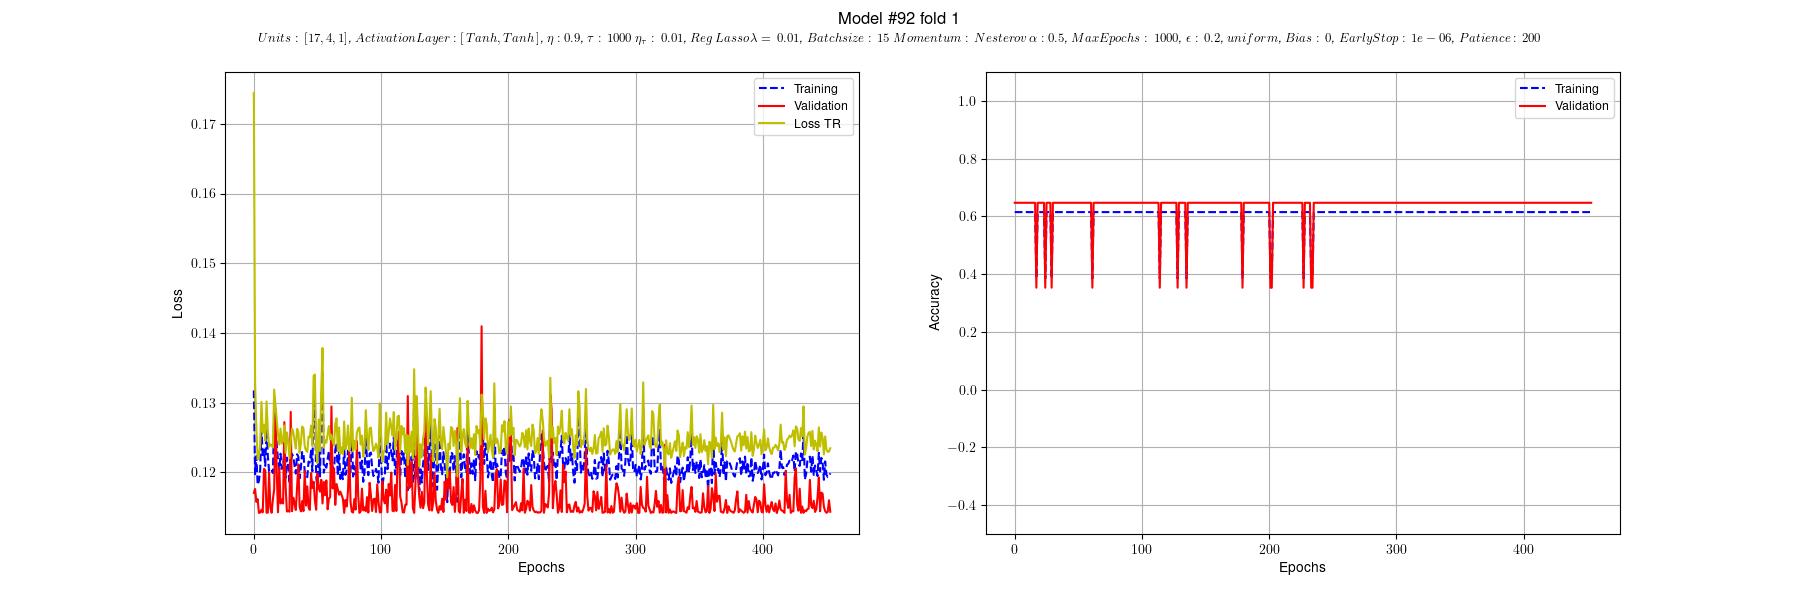 Model #92 fold 1
Units : [17, 4, 1], ActivationLayer : [Tanh, Tanh], η : 0.9, τ : 1000 η_τ : 0.01, Reg Lasso λ = 0.01, Batchsize : 15 Momentum : Nesterov α : 0.5, MaxEpochs : 1000, ϵ : 0.2, uniform, Bias : 0, EarlyStop : 1e − 06, Patience : 200
Loss
0.17
0.16
0.15
0.14
0.13
0.12
0 100 200 300 400
Epochs
Training
Validation
Loss TR
Accuracy
1.0
0.8
0.6
0.4
0.2
0.0
−0.2
−0.4
0 100 200 300 400
Epochs
Training
Validation